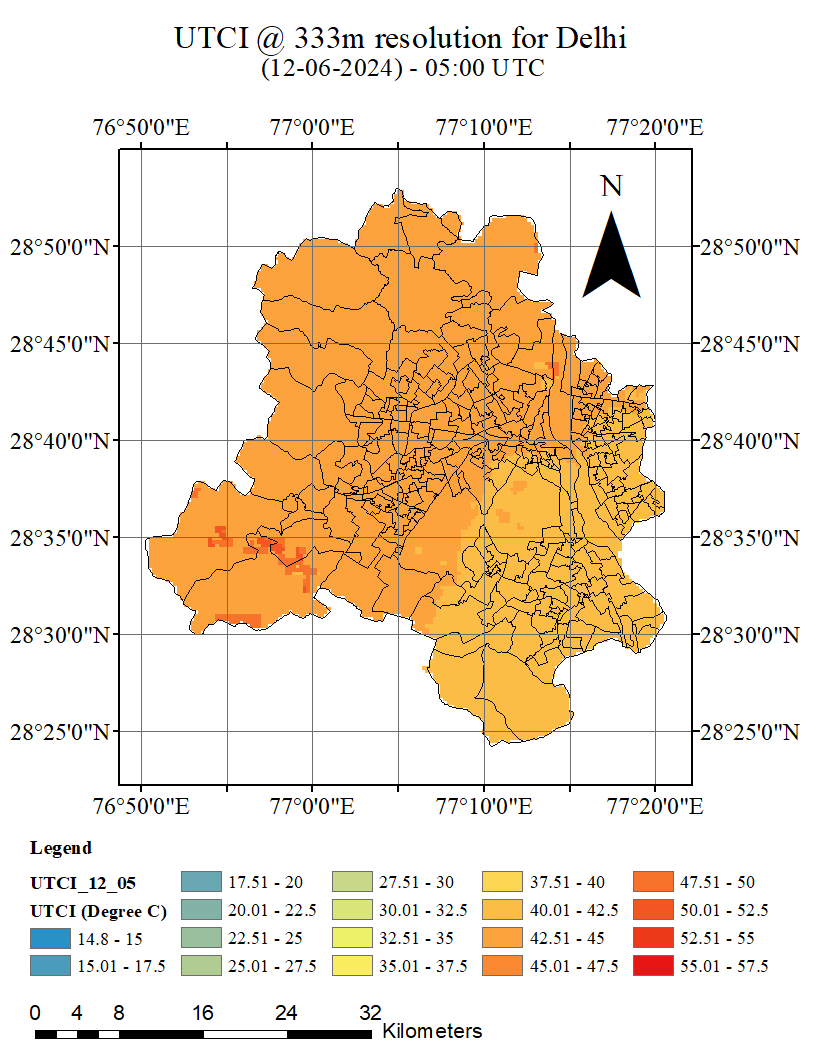 UTCI @ 333m resolution for Delhi
(12-06-2024) - 05:00 UTC
76°50'0"E 77°0'0"E 77°10'0"E 77°20'0"E
N
28°50'0"N 28°50'0"N
28°45'0"N 28°45'0"N
28°40'0"N 28°40'0"N
28°35'0"N 28°35'0"N
28°30'0"N 28°30'0"N
28°25'0"N 28°25'0"N
76°50'0"E 77°0'0"E 77°10'0"E 77°20'0"E
Legend
UTCI_12_05 17.51 - 20 27.51 - 30 37.51 - 40 47.51 - 50
UTCI (Degree C) 20.01 - 22.5 30.01 - 32.5 40.01 - 42.5 50.01 - 52.5
14.8 - 15 22.51 - 25 32.51 - 35 42.51 - 45 52.51 - 55
15.01 - 17.5 25.01 - 27.5 35.01 - 37.5 45.01 - 47.5 55.01 - 57.5
0 4 8 16 24 32
Kilometers